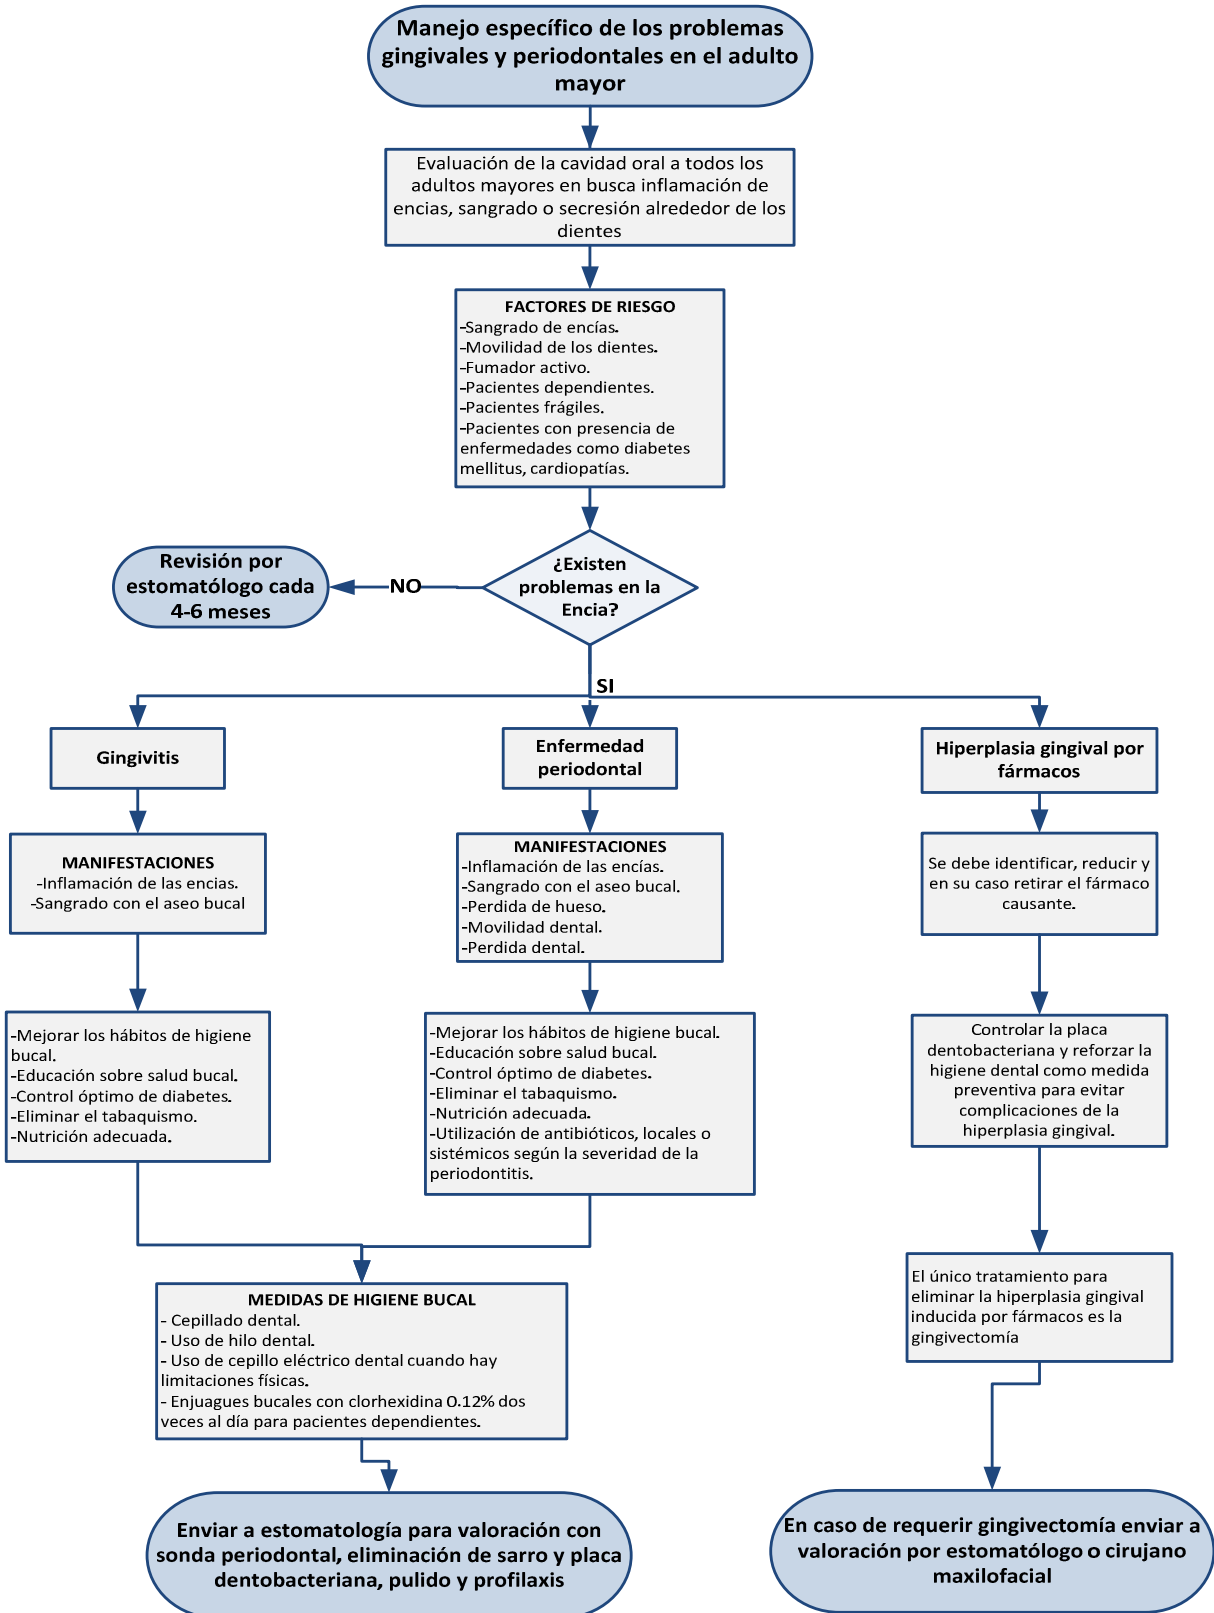 Manejo específico de los problemas
gingivales y periodontales en el adulto
mayor
Evaluación de la cavidad oral a todos los
adultos mayores en busca inflamación de
encias, sangrado o secresión alrededor de los
dientes
FACTORES DE RIESGO
-Sangrado de encías.
-Movilidad de los dientes.
-Fumador activo.
-Pacientes dependientes.
-Pacientes frágiles.
-Pacientes con presencia de
enfermedades como diabetes
mellitus, cardiopatías.
¿Existen
problemas en la
Encia?
NO
Revisión por
estomatólogo cada
4-6 meses
SI
Gingivitis
MANIFESTACIONES
-Inflamación de las encias.
-Sangrado con el aseo bucal
-Mejorar los hábitos de higiene
bucal.
-Educación sobre salud bucal.
-Control óptimo de diabetes.
-Eliminar el tabaquismo.
-Nutrición adecuada.
Enfermedad
periodontal
MANIFESTACIONES
-Inflamación de las encías.
-Sangrado con el aseo bucal.
-Perdida de hueso.
-Movilidad dental.
-Perdida dental.
-Mejorar los hábitos de higiene bucal.
-Educación sobre salud bucal.
-Control óptimo de diabetes.
-Eliminar el tabaquismo.
-Nutrición adecuada.
-Utilización de antibióticos, locales o
sistémicos según la severidad de la
periodontitis.
MEDIDAS DE HIGIENE BUCAL
- Cepillado dental.
- Uso de hilo dental.
- Uso de cepillo eléctrico dental cuando hay
limitaciones físicas.
- Enjuagues bucales con clorhexidina 0.12% dos
veces al día para pacientes dependientes.
Enviar a estomatología para valoración con
sonda periodontal, eliminación de sarro y placa
dentobacteriana, pulido y profilaxis
Hiperplasia gingival por
fármacos
Se debe identificar, reducir y
en su caso retirar el fármaco
causante.
Controlar la placa
dentobacteriana y reforzar la
higiene dental como medida
preventiva para evitar
complicaciones de la
hiperplasia gingival.
El único tratamiento para
eliminar la hiperplasia gingival
inducida por fármacos es la
gingivectomía
En caso de requerir gingivectomía enviar a
valoración por estomatólogo o cirujano
maxilofacial